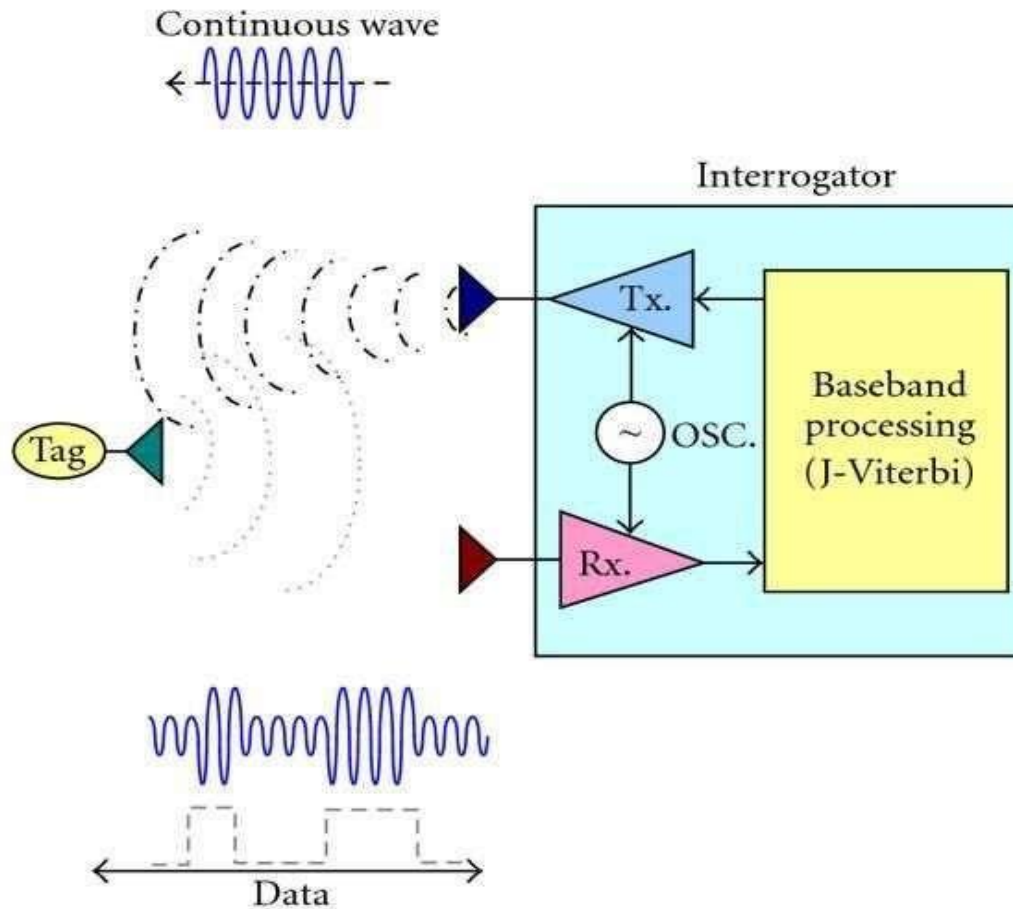 Continuous wave
Interrogator
Tx.
Baseband
processing
(J-Viterbi)
~ OSC.
Tag
Rx.
Data